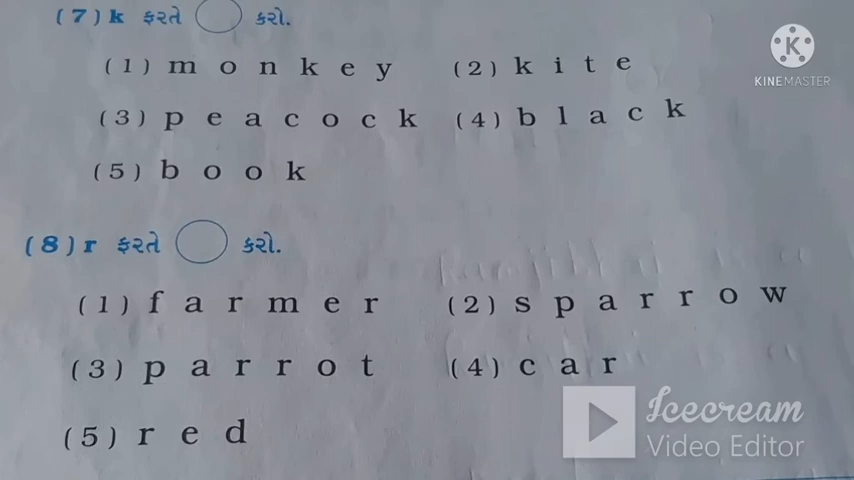 (7) k ફરતે ◯ કરો.
(1) m o n k e y (2) k i t e
(3) p e a c o c k (4) b l a c k
(5) b o o k
(8) r ફરતે ◯ કરો.
(1) f a r m e r (2) s p a r r o w
(3) p a r r o t (4) c a r
(5) r e d
K
KINEMASTER
Icecream
Video Editor